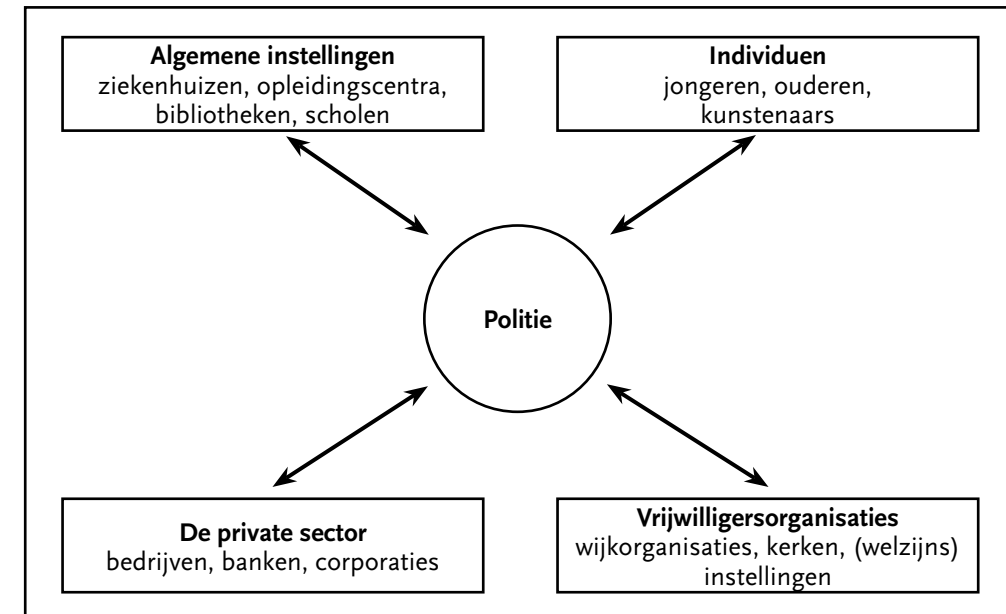 Algemene instellingen
ziekenhuizen, opleidingscentra,
bibliotheken, scholen
Individuen
jongeren, ouderen,
kunstenaars
Politie
De private sector
bedrijven, banken, corporaties
Vrijwilligersorganisaties
wijkorganisaties, kerken, (welzijns)
instellingen